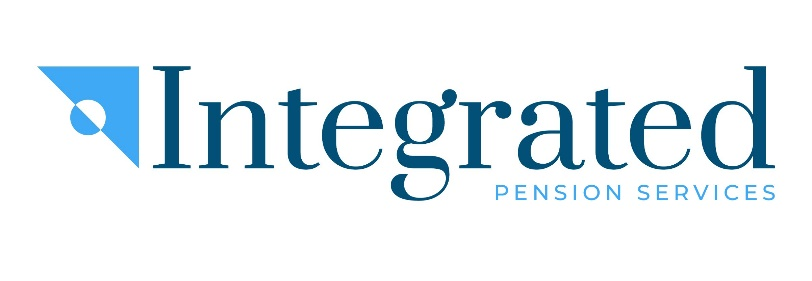 Integrated
PENSION SERVICES